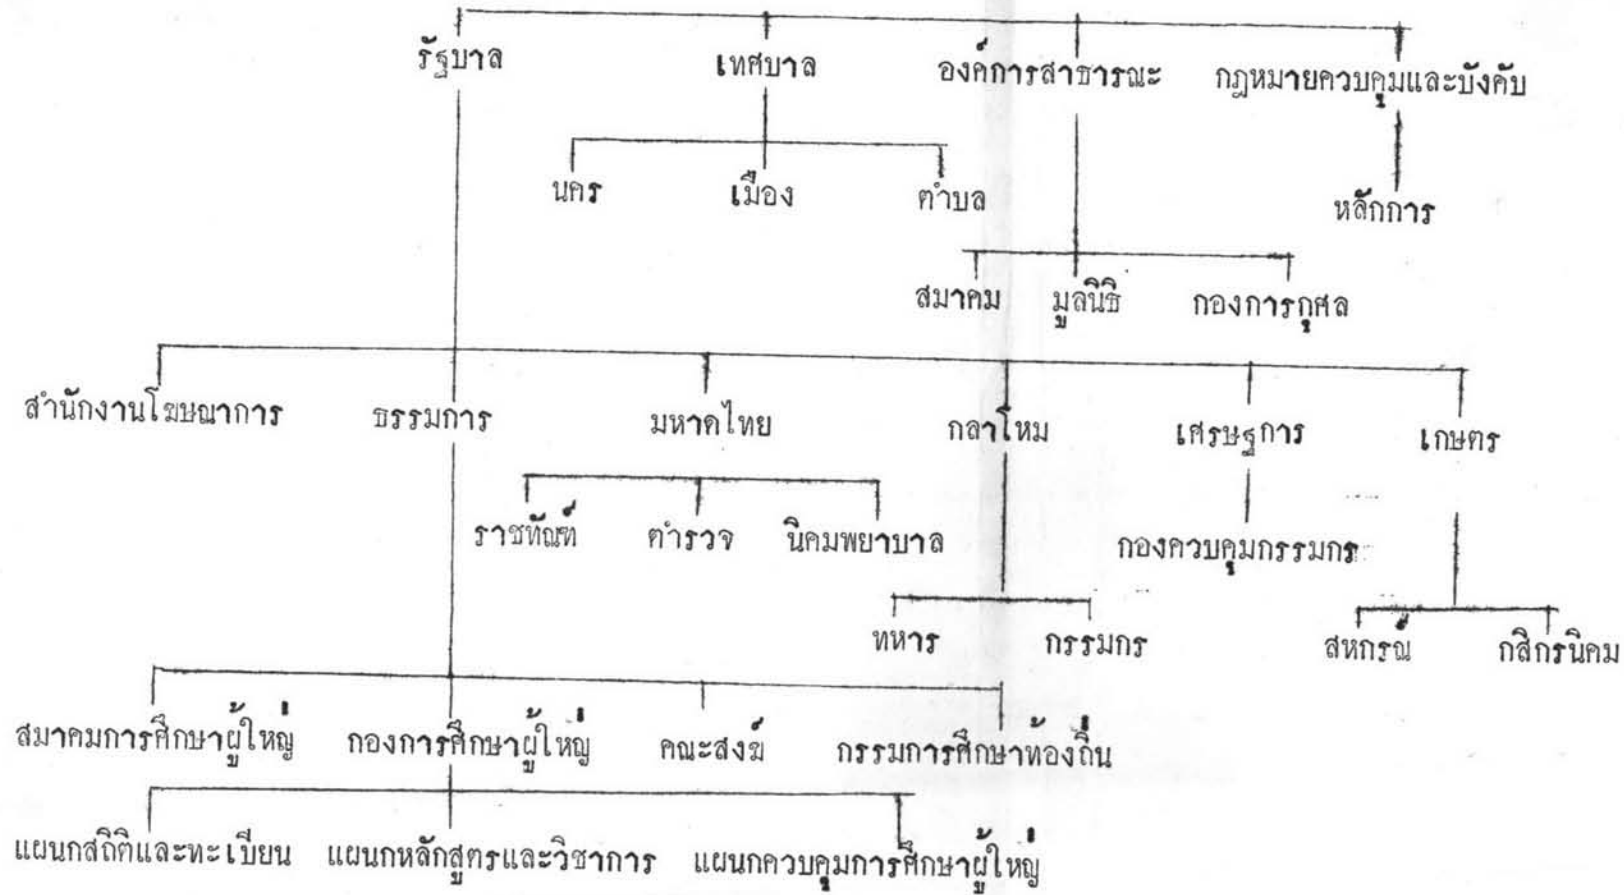 รัฐบาล เทศบาล องค์การสาธารณะ กฎหมายควบคุมและบังคับ
นคร เมือง ตำบล หลักการ
สมาคม มูลนิธิ กองการกุศล
สำนักงานโฆษณาการ ธรรมการ มหาดไทย กลาโหม เศรษฐการ เกษตร
ราชทัณฑ์ ตำรวจ นิคมพยาบาล กองควบคุมกรรมกร
ทหาร กรรมกร สหกรณ์ กสิกรนิคม
สมาคมการศึกษาผู้ใหญ่ กองการศึกษาผู้ใหญ่ คณะสงฆ์ กรรมการศึกษาท้องถิ่น
แผนกสถิติและทะเบียน แผนกหลักสูตรและวิชาการ แผนกควบคุมการศึกษาผู้ใหญ่